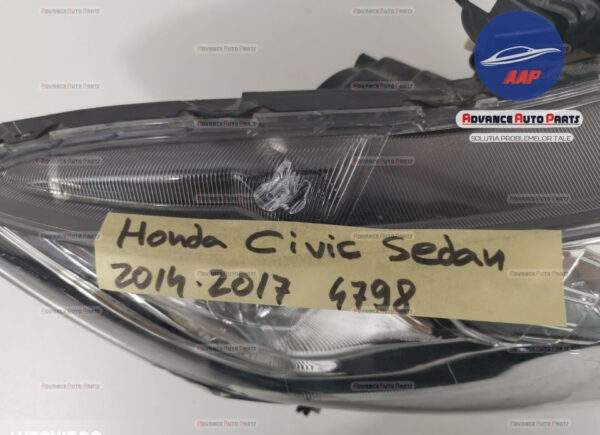 AAP
ADVANCE AUTO PARTS
SOLUTIA PROBLEMELOR TALE
Honda Civic Sedan
2014-2017 4798